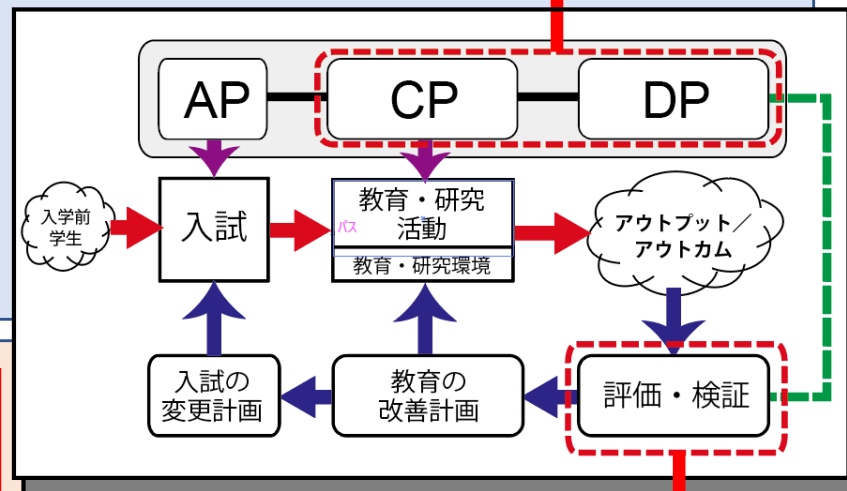 AP
CP
DP
入学前
学生
入試
教育・研究
活動
パス
教育・研究環境
アウトプット／
アウトカム
入試の
変更計画
教育の
改善計画
評価・検証